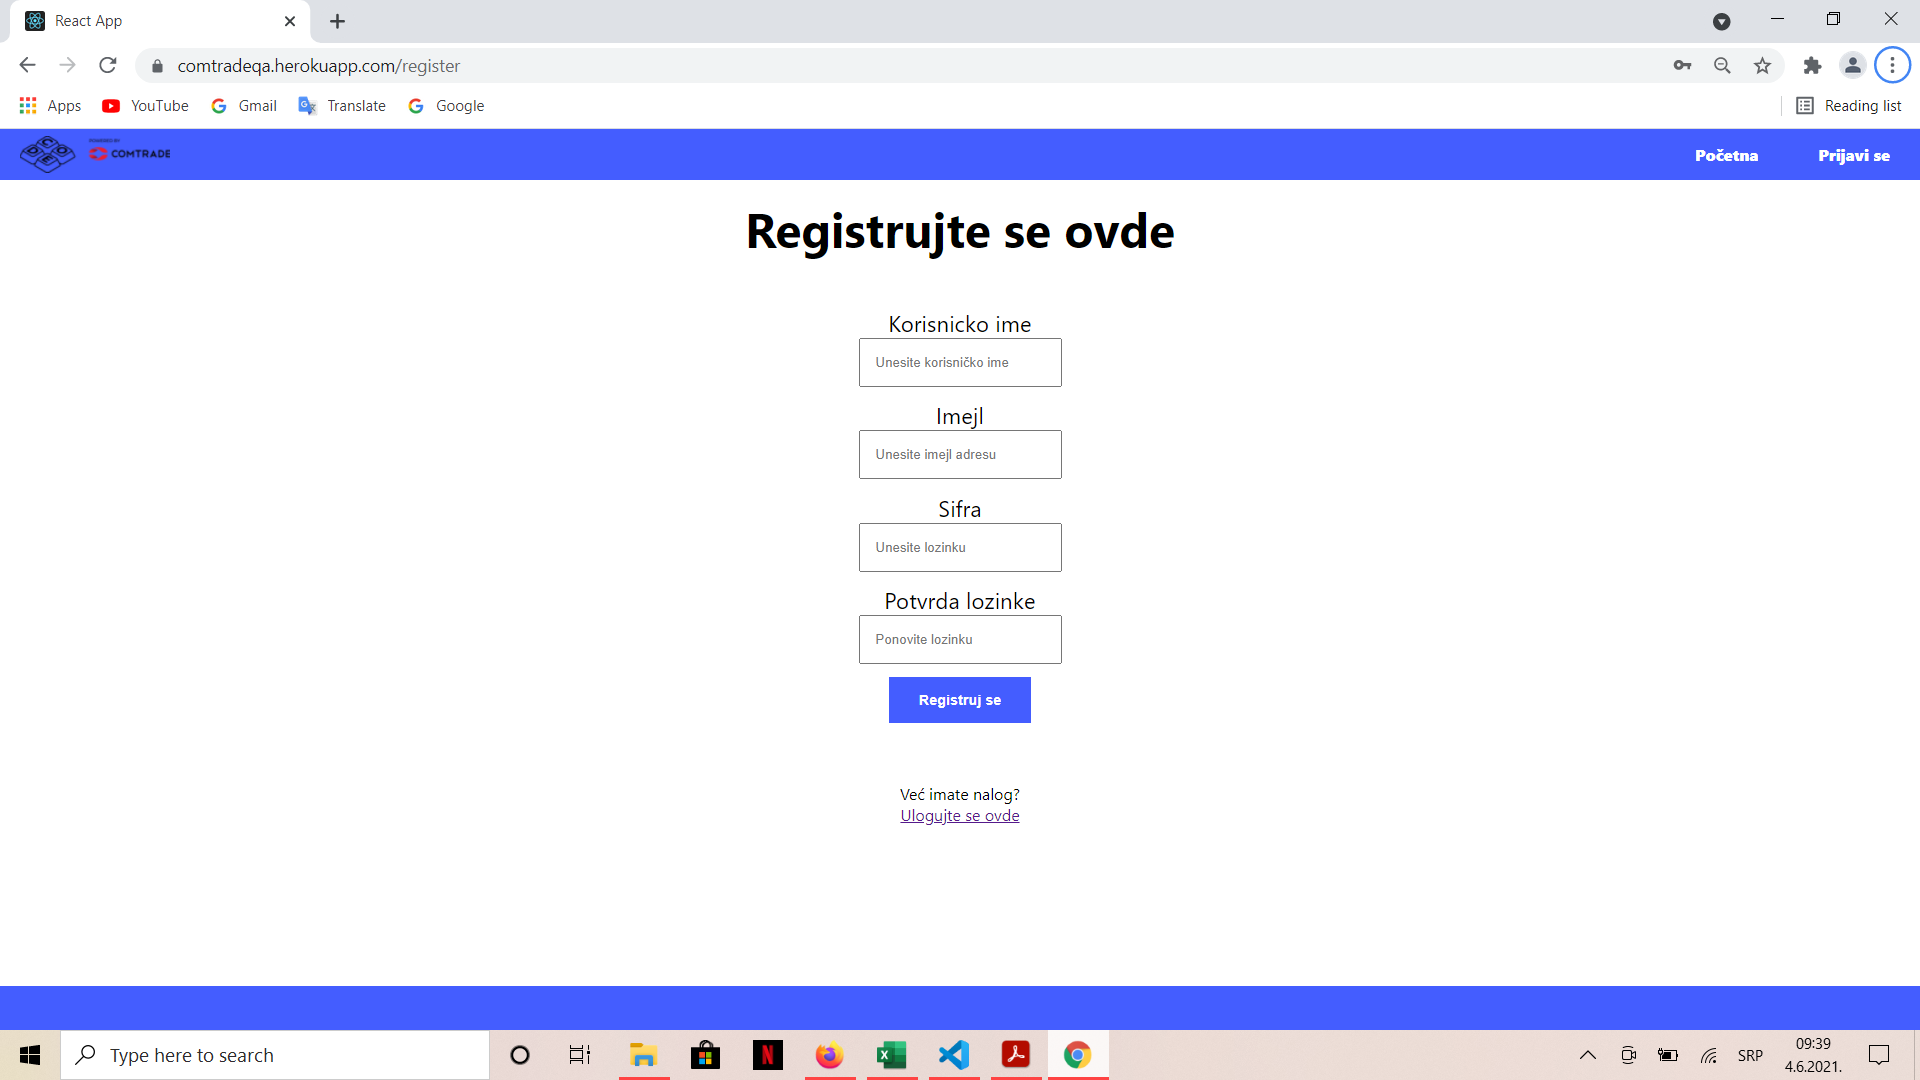 React App
comtradeqa.herokuapp.com/register
Apps
YouTube
Gmail
Translate
Google
Reading list
POWERED BY
COMTRADE
Početna
Prijavi se
Registrujte se ovde
Korisnicko ime
Unesite korisničko ime
Imejl
Unesite imejl adresu
Sifra
Unesite lozinku
Potvrda lozinke
Ponovite lozinku
Registruj se
Već imate nalog?
Ulogujte se ovde
Type here to search
SRP
09:39
4.6.2021.